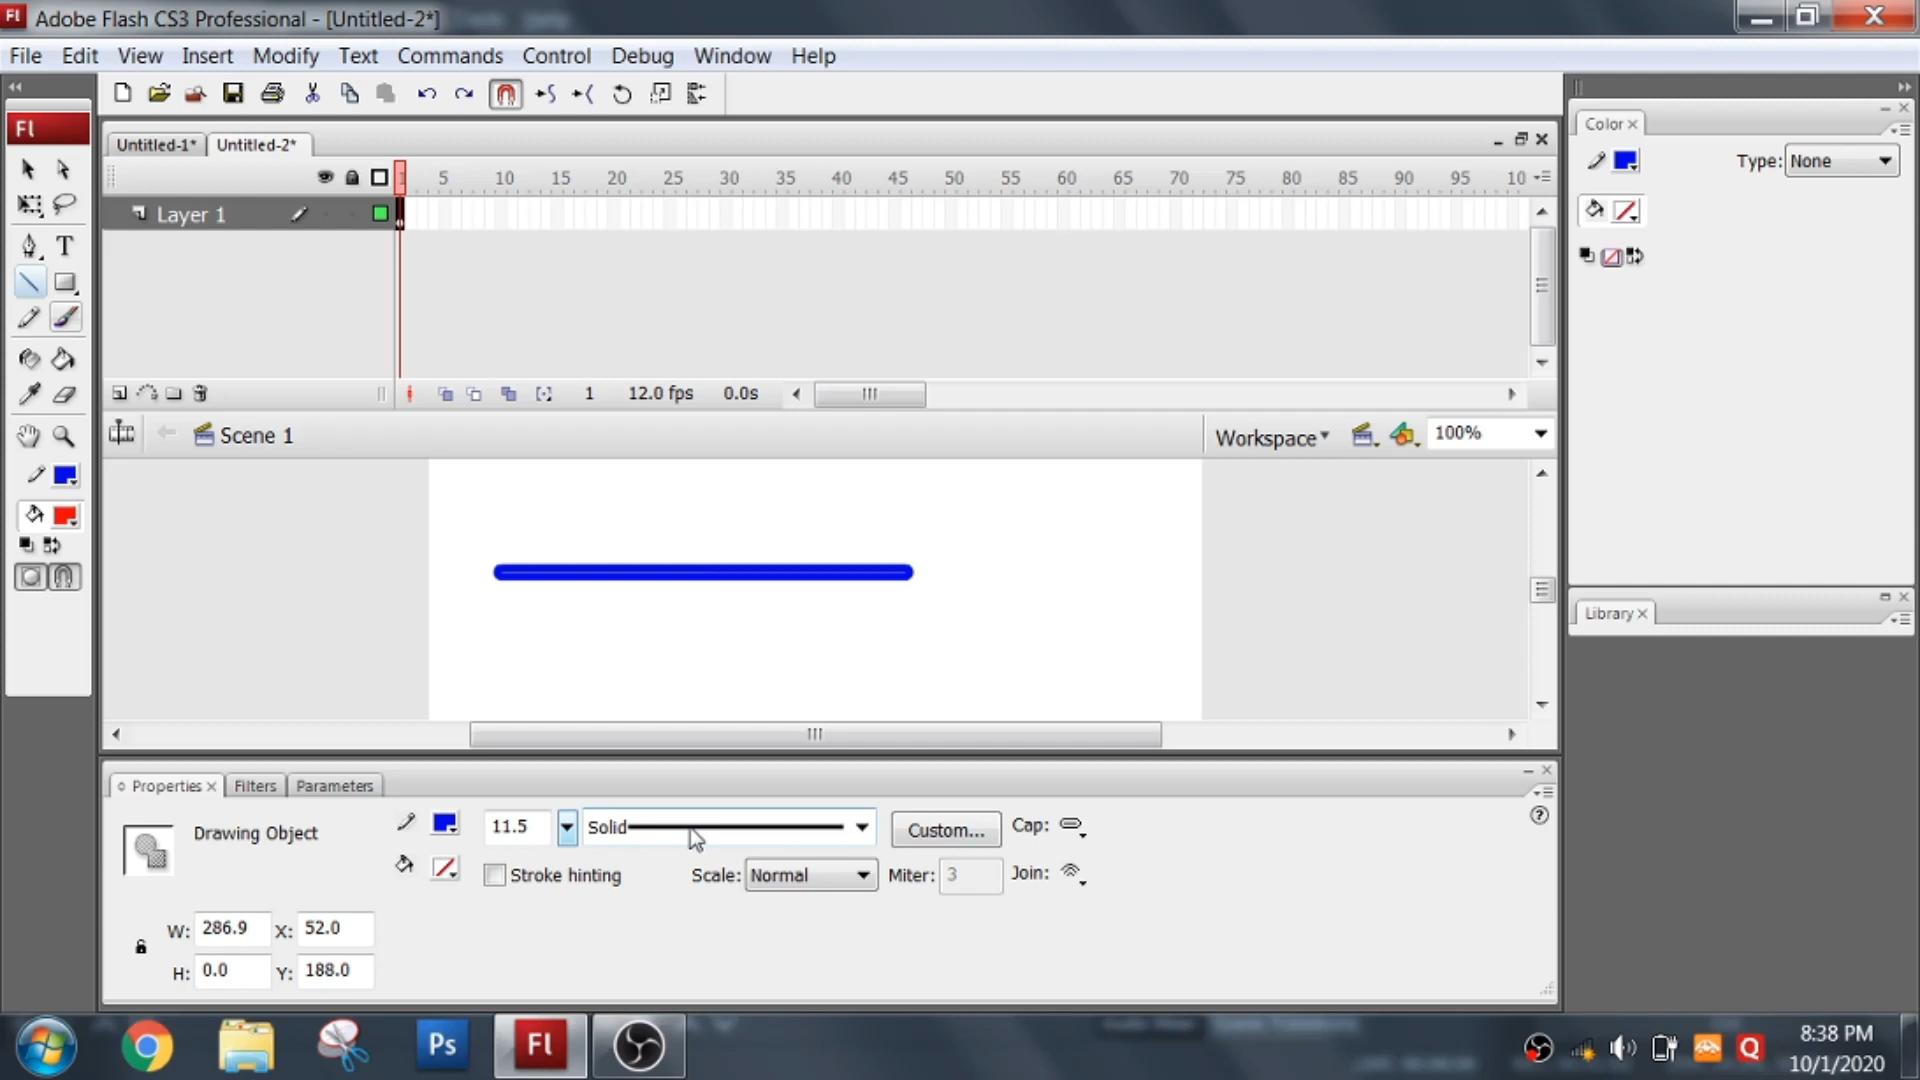 Fl Adobe Flash CS3 Professional - [Untitled-2*]
File Edit View Insert Modify Text Commands Control Debug Window Help
Fl
Untitled-1* Untitled-2*
1 5 10 15 20 25 30 35 40 45 50 55 60 65 70 75 80 85 90 95 10
Layer 1
1 12.0 fps 0.0s
Scene 1 Workspace 100%
Color
Type: None
Library
T
Properties Filters Parameters
Drawing Object 11.5 Solid Custom... Cap:
Stroke hinting Scale: Normal Miter: 3 Join:
W: 286.9 X: 52.0
H: 0.0 Y: 188.0
Ps Fl
8:38 PM
10/1/2020